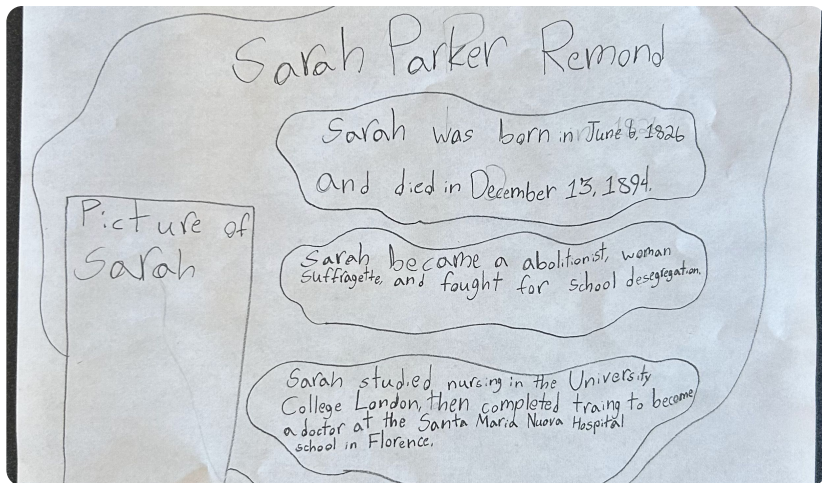 Sarah Parker Remond
Sarah was born in June 6, 1826
and died in December 13, 1894.
Picture of
Sarah
Sarah became a abolitionist, woman
suffragette, and fought for school desegregation.
Sarah studied nursing in the University
College London, then completed traing to become
a doctor at the Santa Maria Nuova Hospital
school in Florence.